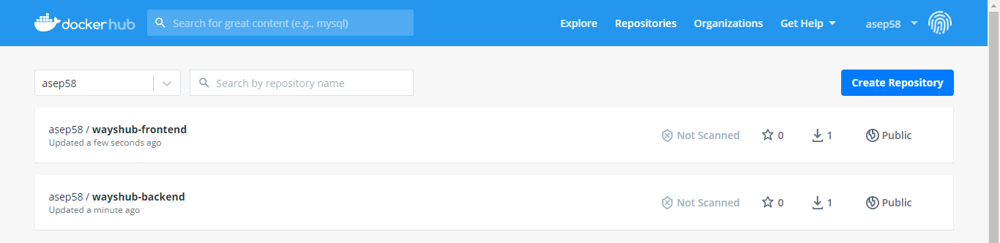 dockerhub Search for great content (e.g., mysql) Explore Repositories Organizations Get Help asep58
asep58 Search by repository name Create Repository
asep58 / wayshub-frontend Not Scanned 0 1 Public
Updated a few seconds ago
asep58 / wayshub-backend Not Scanned 0 1 Public
Updated a minute ago